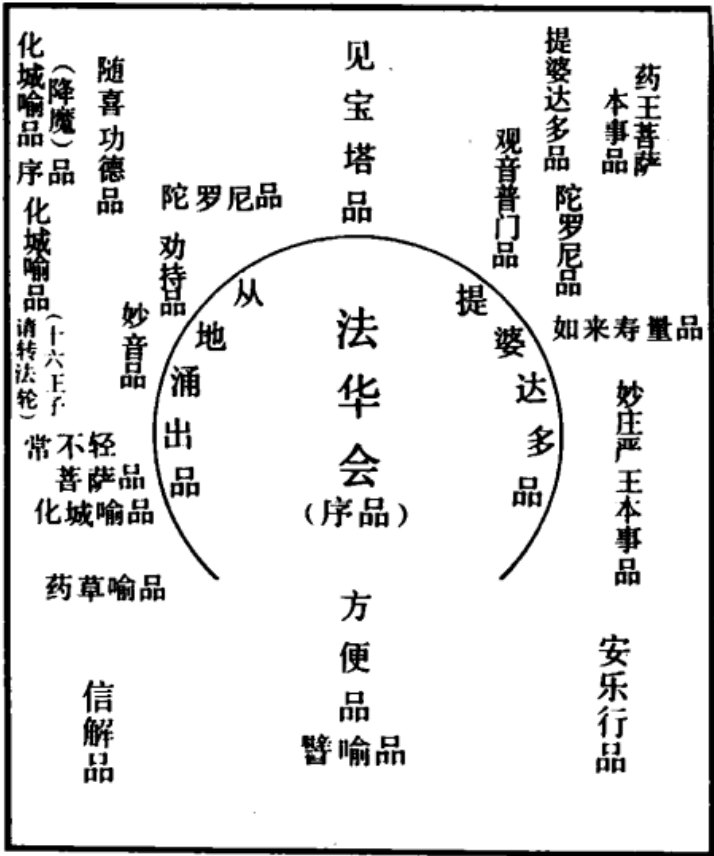 化城喻品
（降魔）
序品
随喜功德品
见宝塔品
提婆达多品
药王菩萨
本事品
观音普门品
陀罗尼品
陀罗尼品
劝持品
化城喻品
（十六王子
请转法轮）
妙音品
从地涌出品
法华会
（序品）
提婆达多品
如来寿量品
妙庄严王本事品
常不轻
菩萨品
化城喻品
药草喻品
信解品
方便品
譬喻品
安乐行品